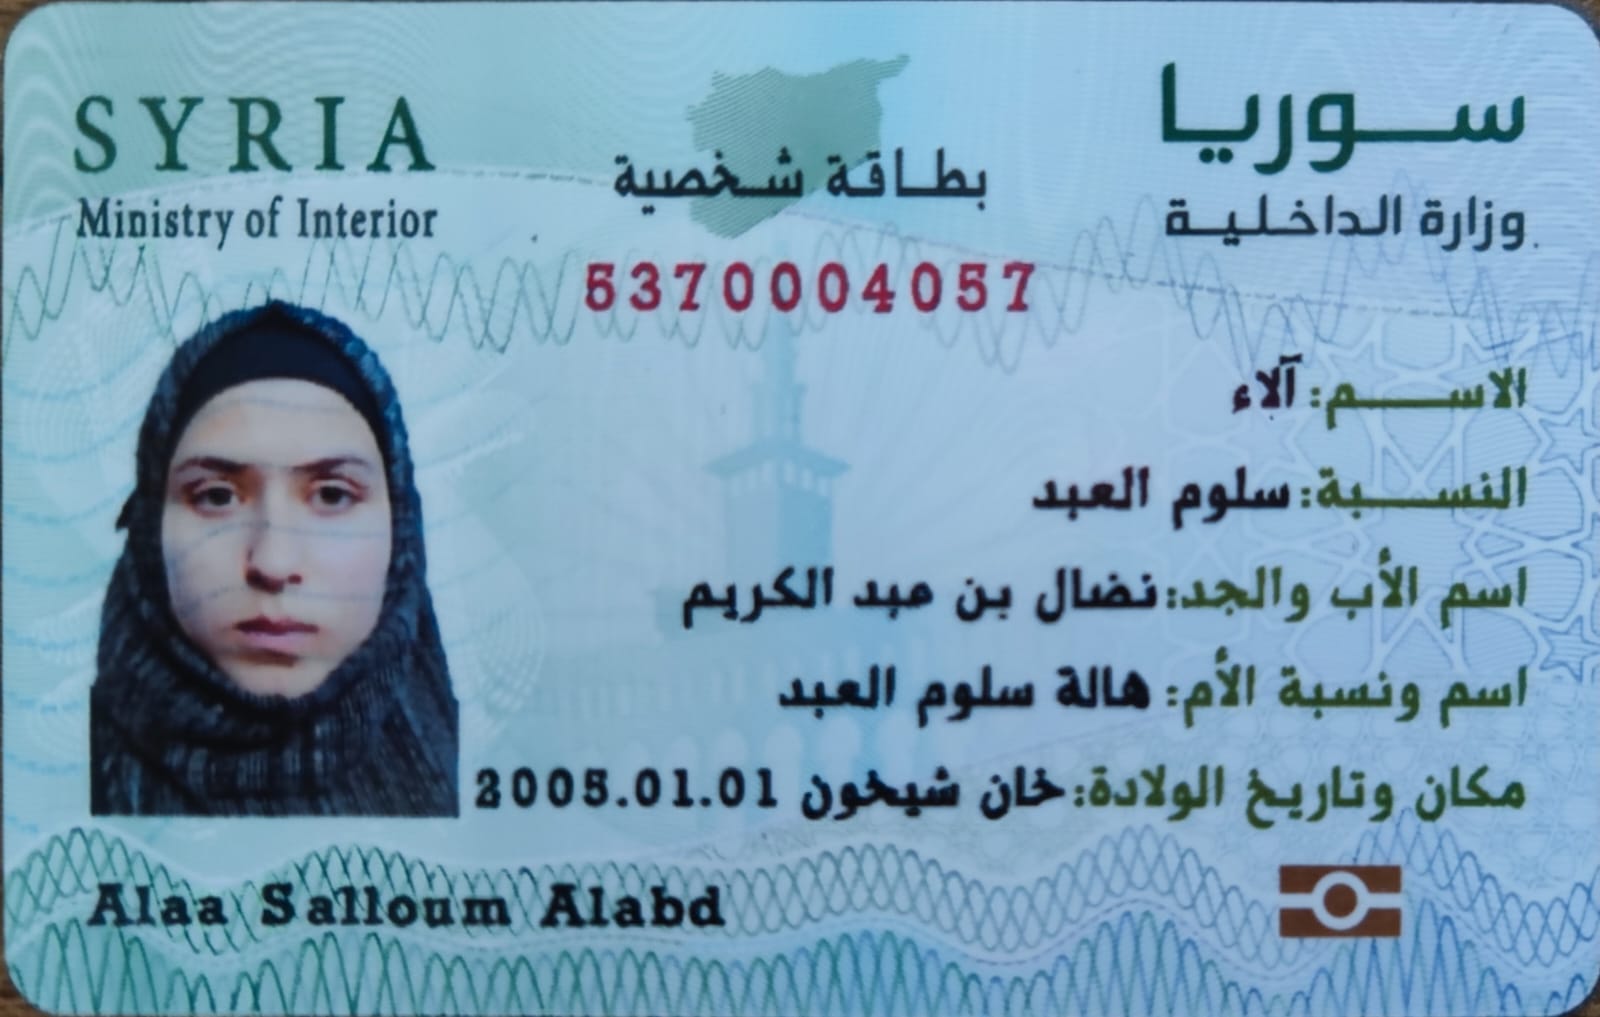 SYRIA
Ministry of Interior
سوريا
وزارة الداخلية
بطاقة شخصية
5370004057
الاسم: آلاء
النسبة: سلوم العبد
اسم الأب والجد: نضال بن عبد الكريم
اسم ونسبة الأم: هالة سلوم العبد
مكان وتاريخ الولادة: خان شيخون 2005.01.01
Alaa Salloum Alabd